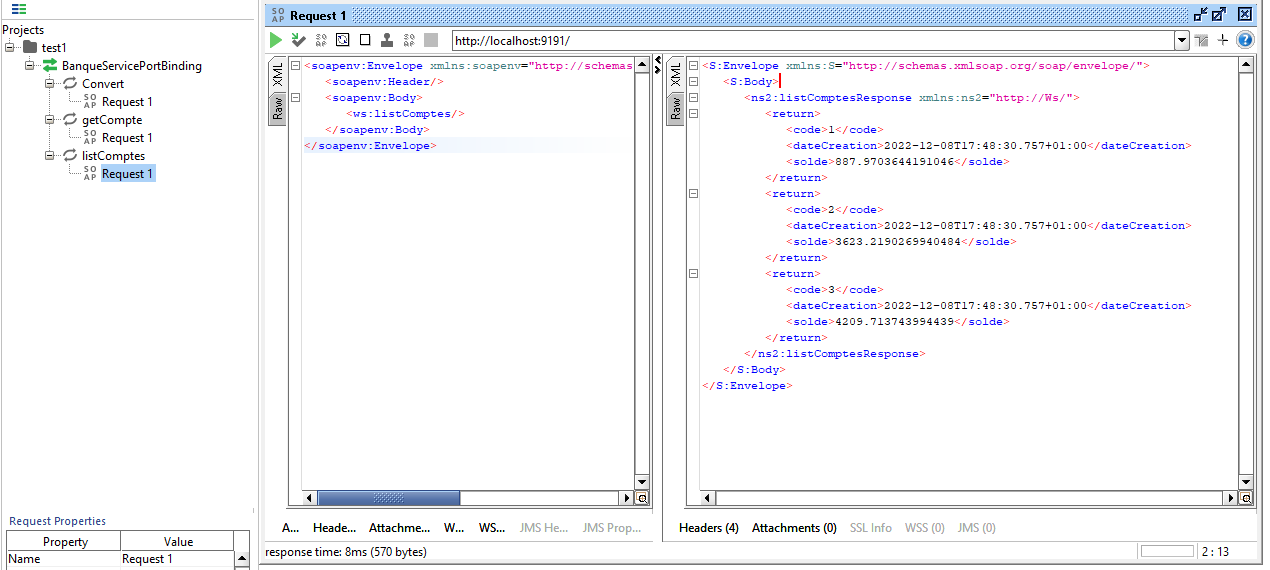 Projects
test1
BanqueServicePortBinding
Convert
SO AP Request 1
getCompte
SO AP Request 1
listComptes
SO AP Request 1
Request Properties
Property Value
Name Request 1
SO AP Request 1
SO AP SO AP http://localhost:9191/ ?
XML
Raw
<soapenv:Envelope xmlns:soapenv="http://schemas
<soapenv:Header/>
<soapenv:Body>
<ws:listComptes/>
</soapenv:Body>
</soapenv:Envelope>
A... Heade... Attachme... W... WS... JMS He... JMS Prop...
XML
Raw
<S:Envelope xmlns:S="http://schemas.xmlsoap.org/soap/envelope/">
<S:Body>
<ns2:listComptesResponse xmlns:ns2="http://Ws/">
<return>
<code>1</code>
<dateCreation>2022-12-08T17:48:30.757+01:00</dateCreation>
<solde>887.9703644191046</solde>
</return>
<return>
<code>2</code>
<dateCreation>2022-12-08T17:48:30.757+01:00</dateCreation>
<solde>3623.2190269940484</solde>
</return>
<return>
<code>3</code>
<dateCreation>2022-12-08T17:48:30.757+01:00</dateCreation>
<solde>4209.713743994439</solde>
</return>
</ns2:listComptesResponse>
</S:Body>
</S:Envelope>
Headers (4) Attachments (0) SSL Info WSS (0) JMS (0)
response time: 8ms (570 bytes) 2 : 13